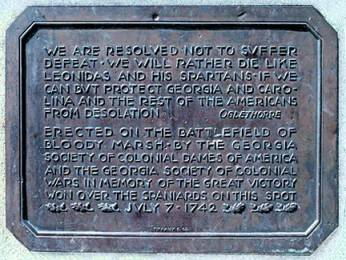 WE ARE RESOLVED NOT TO SVFFER
DEFEAT · WE WILL RATHER DIE LIKE
LEONIDAS AND HIS SPARTANS · IF WE
CAN BVT PROTECT GEORGIA AND CARO-
LINA AND THE REST OF THE AMERICANS
FROM DESOLATION OGLETHORPE
ERECTED ON THE BATTLEFIELD OF
BLOODY MARSH · BY THE GEORGIA
SOCIETY OF COLONIAL DAMES OF AMERICA
AND THE GEORGIA SOCIETY OF COLONIAL
WARS IN MEMORY OF THE GREAT VICTORY
WON OVER THE SPANIARDS ON THIS SPOT
JVLY 7 · 1742